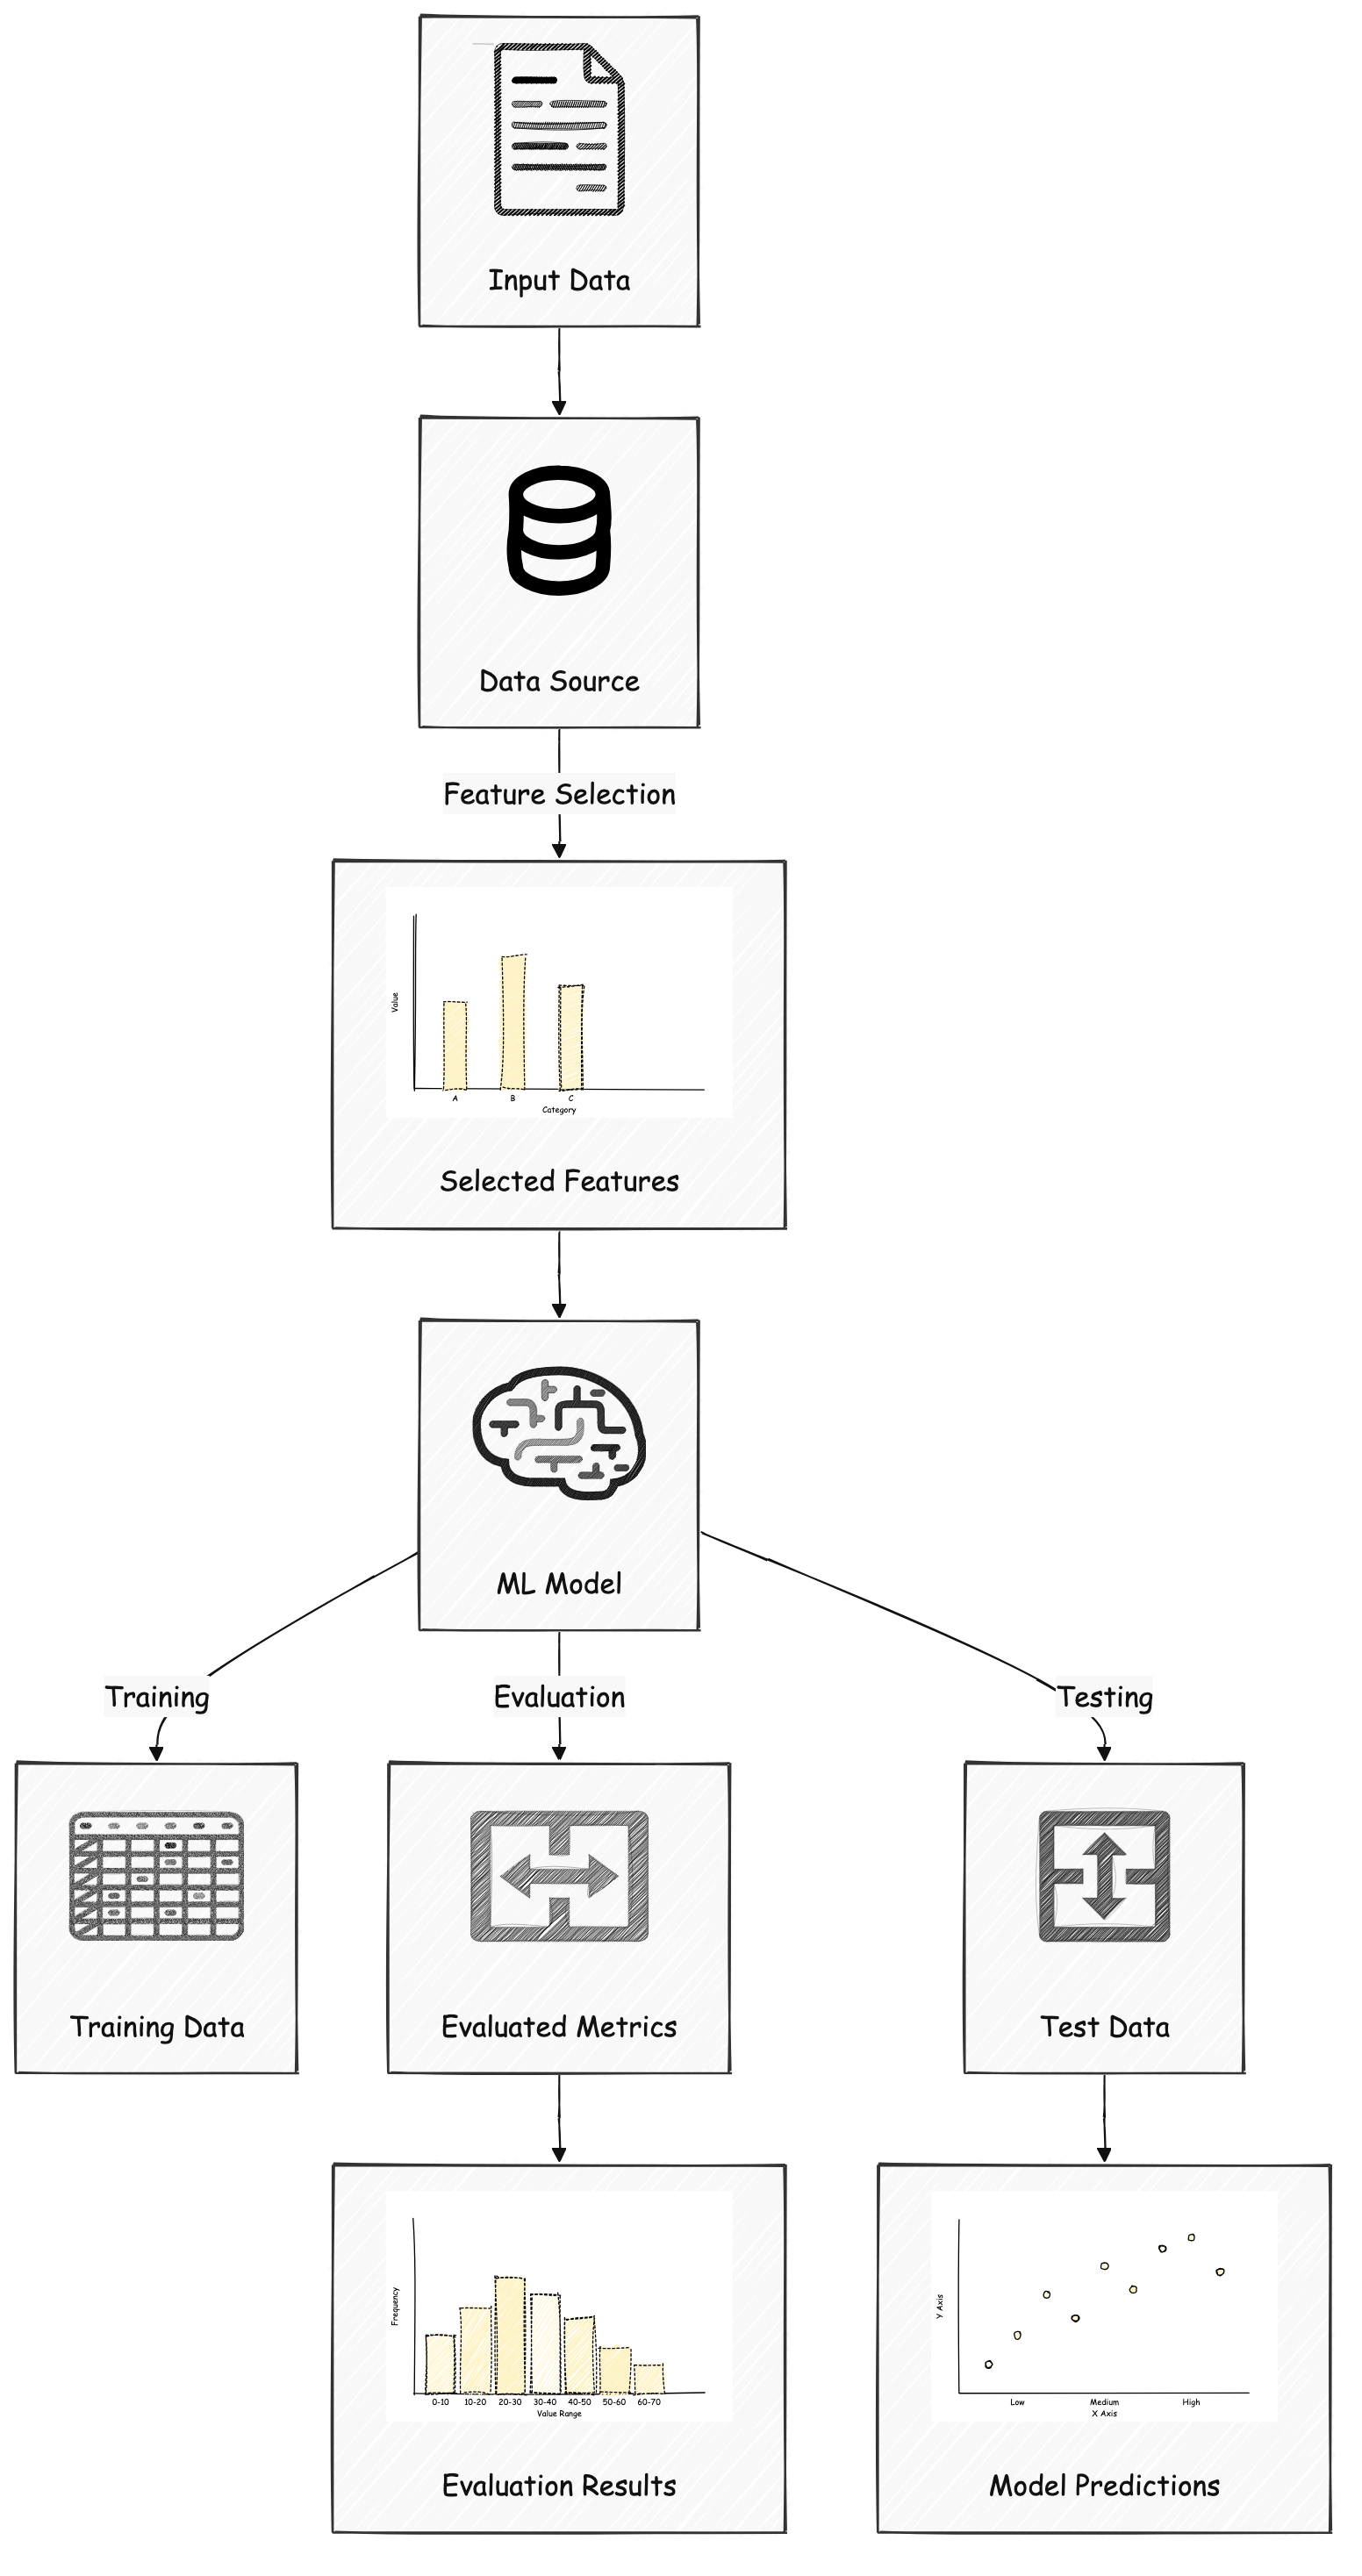 Input Data
Data Source
Feature Selection
Value
A B C
Category
Selected Features
ML Model
Training Evaluation Testing
Training Data Evaluated Metrics Test Data
Frequency
0-10 10-20 20-30 30-40 40-50 50-60 60-70
Value Range
Evaluation Results
Y Axis
Low Medium High
X Axis
Model Predictions